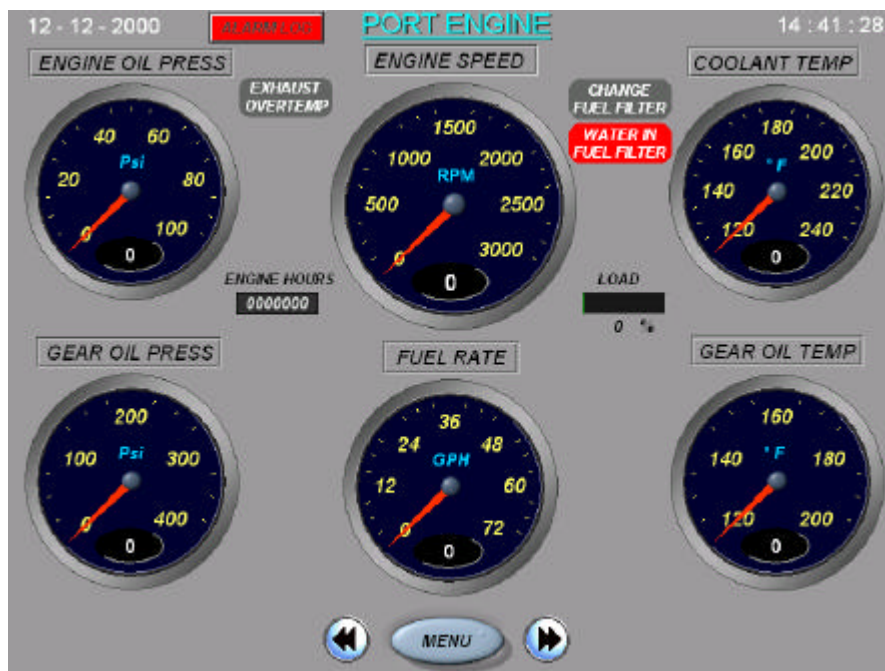 12 - 12 - 2000
ALARM LOG
PORT ENGINE
14 : 41 : 28
ENGINE OIL PRESS
ENGINE SPEED
COOLANT TEMP
EXHAUST
OVERTEMP
CHANGE
FUEL FILTER
WATER IN
FUEL FILTER
0
20
40
60
80
100
Psi
0
0
500
1000
1500
2000
2500
3000
RPM
0
120
140
160
180
200
220
240
°F
0
ENGINE HOURS
0000000
LOAD
0 %
GEAR OIL PRESS
FUEL RATE
GEAR OIL TEMP
0
100
200
300
400
Psi
0
0
12
24
36
48
60
72
GPH
0
120
140
160
180
200
°F
0
MENU